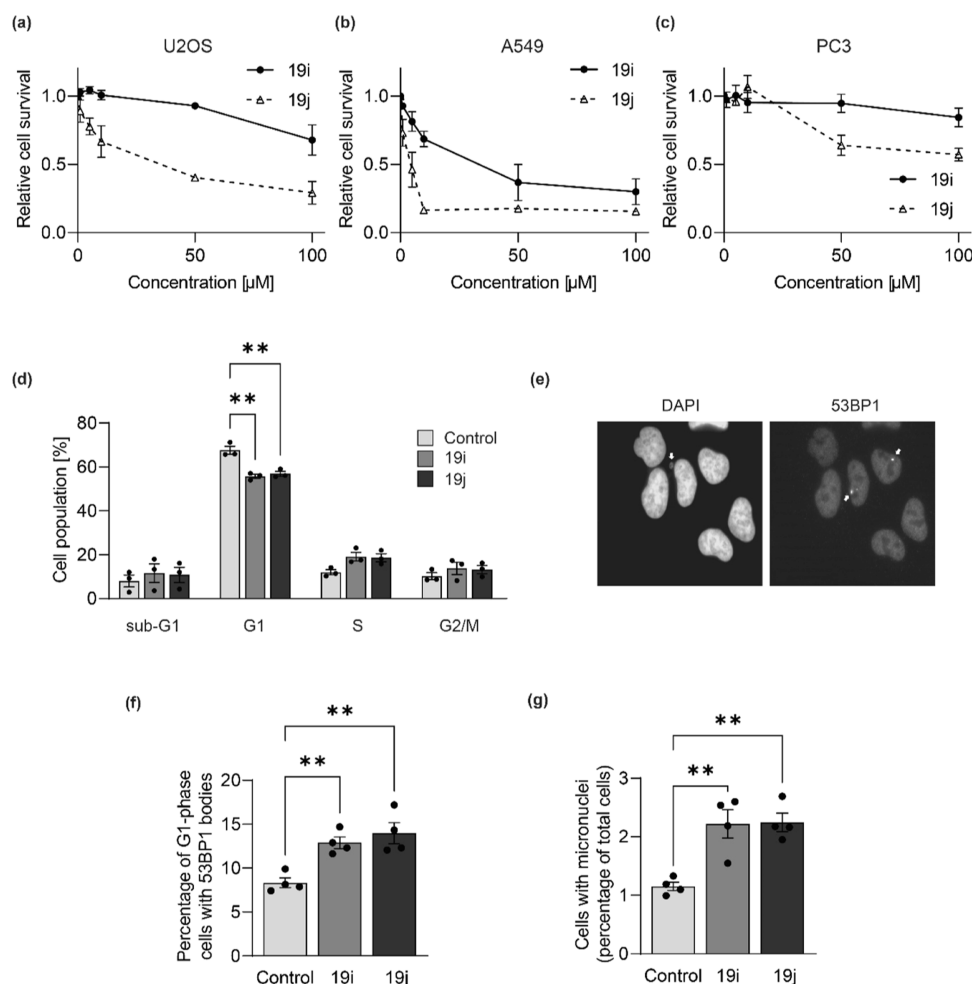 (a)
U2OS
19i
19j
Relative cell survival
1.0
0.5
0.0
0 50 100
Concentration [µM]
(b)
A549
19i
19j
Relative cell survival
1.0
0.5
0.0
0 50 100
Concentration [µM]
(c)
PC3
Relative cell survival
1.0
0.5
0.0
19i
19j
0 50 100
Concentration [µM]
(d)
**
**
Cell population [%]
80
60
40
20
0
Control
19i
19j
sub-G1 G1 S G2/M
(e)
DAPI 53BP1
(f)
**
**
Percentage of G1-phase
cells with 53BP1 bodies
20
15
10
5
0
Control 19i 19j
(g)
**
**
Cells with micronuclei
(percentage of total cells)
3
2
1
0
Control 19i 19j